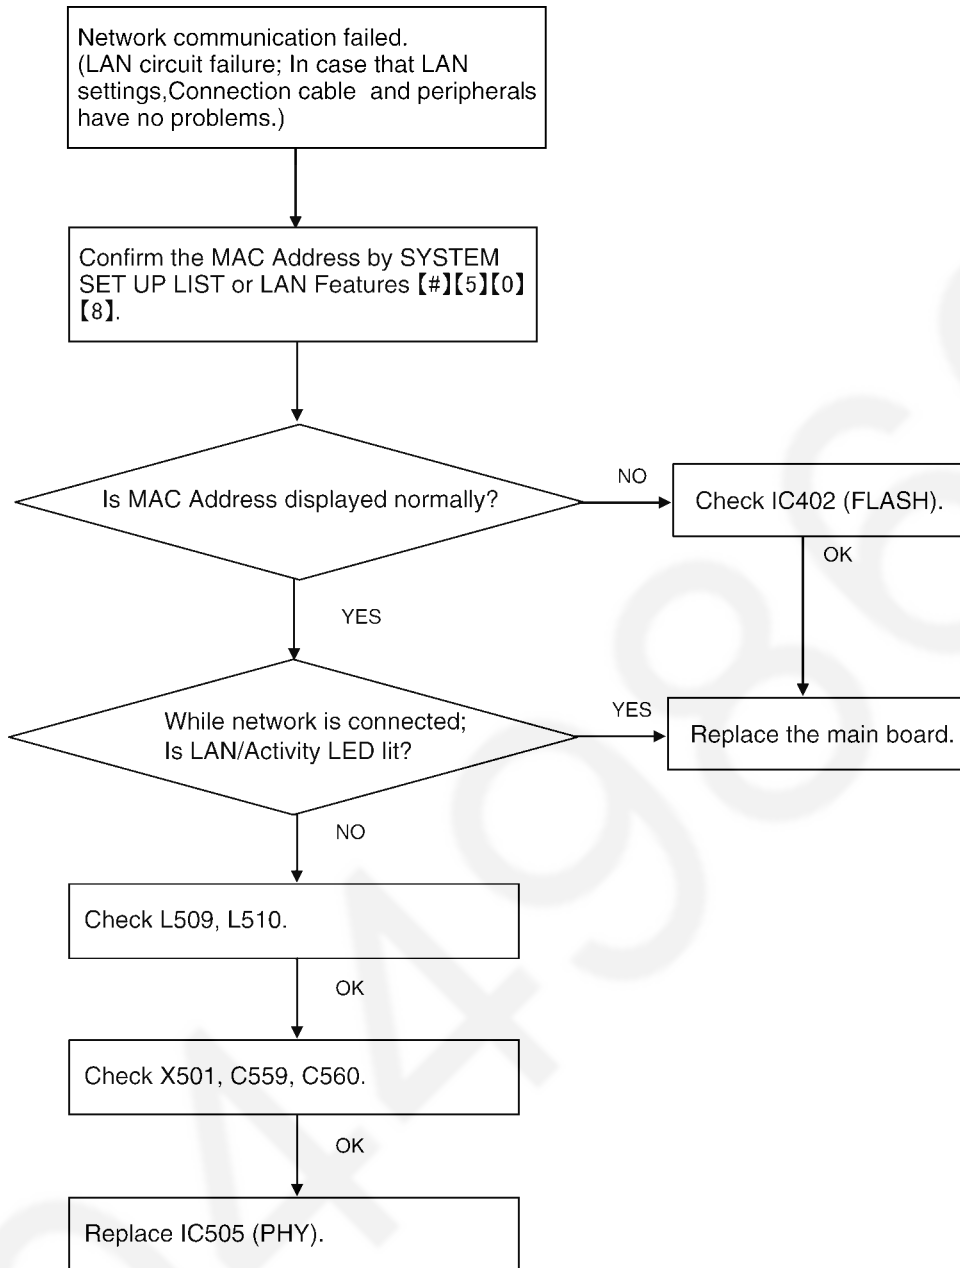 Network communication failed.
(LAN circuit failure; In case that LAN
settings,Connection cable  and peripherals
have no problems.)
Confirm the MAC Address by SYSTEM
SET UP LIST or LAN Features 【#】【5】【0】
【8】.
Is MAC Address displayed normally?
NO
Check IC402 (FLASH).
OK
YES
While network is connected;
Is LAN/Activity LED lit?
YES
Replace the main board.
NO
Check L509, L510.
OK
Check X501, C559, C560.
OK
Replace IC505 (PHY).